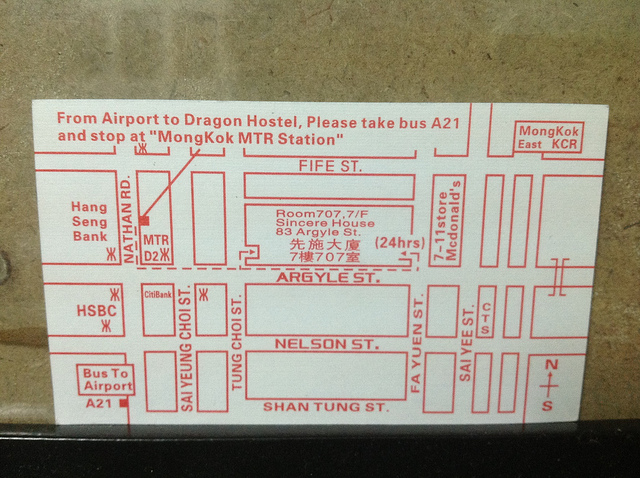 From Airport to Dragon Hostel, Please take bus A21
and stop at "MongKok MTR Station"
MongKok
East KCR
FIFE ST.
NATHAN RD.
Hang
Seng
Bank
MTR
D2
Room707,7/F
Sincere House
83 Argyle St.
先施大廈
7樓707室
(24hrs)
7-11store
McDonald's
ARGYLE ST.
HSBC
CitiBank
SAI YEUNG CHOI ST.
TUNG CHOI ST.
FA YUEN ST.
SAI YEE ST.
CTS
NELSON ST.
Bus To
Airport
A21
SHAN TUNG ST.
N
S